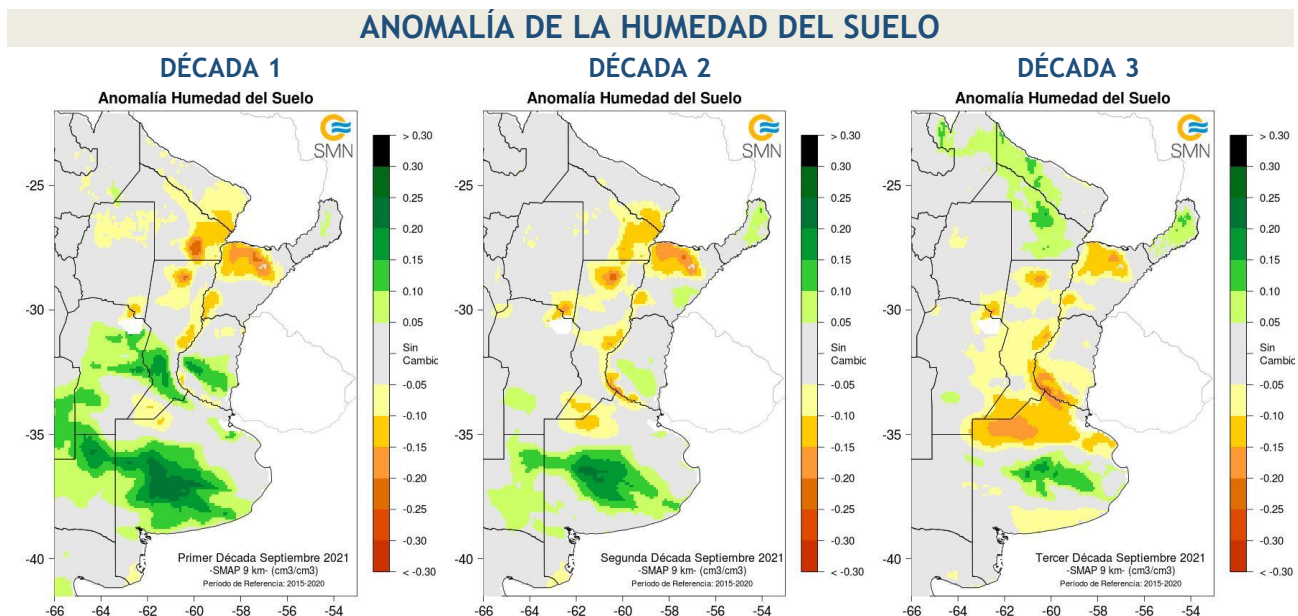 ANOMALÍA DE LA HUMEDAD DEL SUELO
DÉCADA 1
Anomalía Humedad del Suelo
SMN
-25
-30
-35
-40
-66 -64 -62 -60 -58 -56 -54
> 0.30
0.30
0.25
0.20
0.15
0.10
0.05
Sin
Cambic
-0.05
-0.10
-0.15
-0.20
-0.25
-0.30
< -0.30
Primer Década Septiembre 2021
-SMAP 9 km- (cm3/cm3)
Período de Referencia: 2015-2020
DÉCADA 2
Anomalía Humedad del Suelo
SMN
-25
-30
-35
-40
-66 -64 -62 -60 -58 -56 -54
> 0.30
0.30
0.25
0.20
0.15
0.10
0.05
Sin
Cambic
-0.05
-0.10
-0.15
-0.20
-0.25
-0.30
< -0.30
Segunda Década Septiembre 2021
-SMAP 9 km- (cm3/cm3)
Período de Referencia: 2015-2020
DÉCADA 3
Anomalía Humedad del Suelo
SMN
-25
-30
-35
-40
-66 -64 -62 -60 -58 -56 -54
> 0.30
0.30
0.25
0.20
0.15
0.10
0.05
Sin
Cambic
-0.05
-0.10
-0.15
-0.20
-0.25
-0.30
< -0.30
Tercer Década Septiembre 2021
-SMAP 9 km- (cm3/cm3)
Período de Referencia: 2015-2020